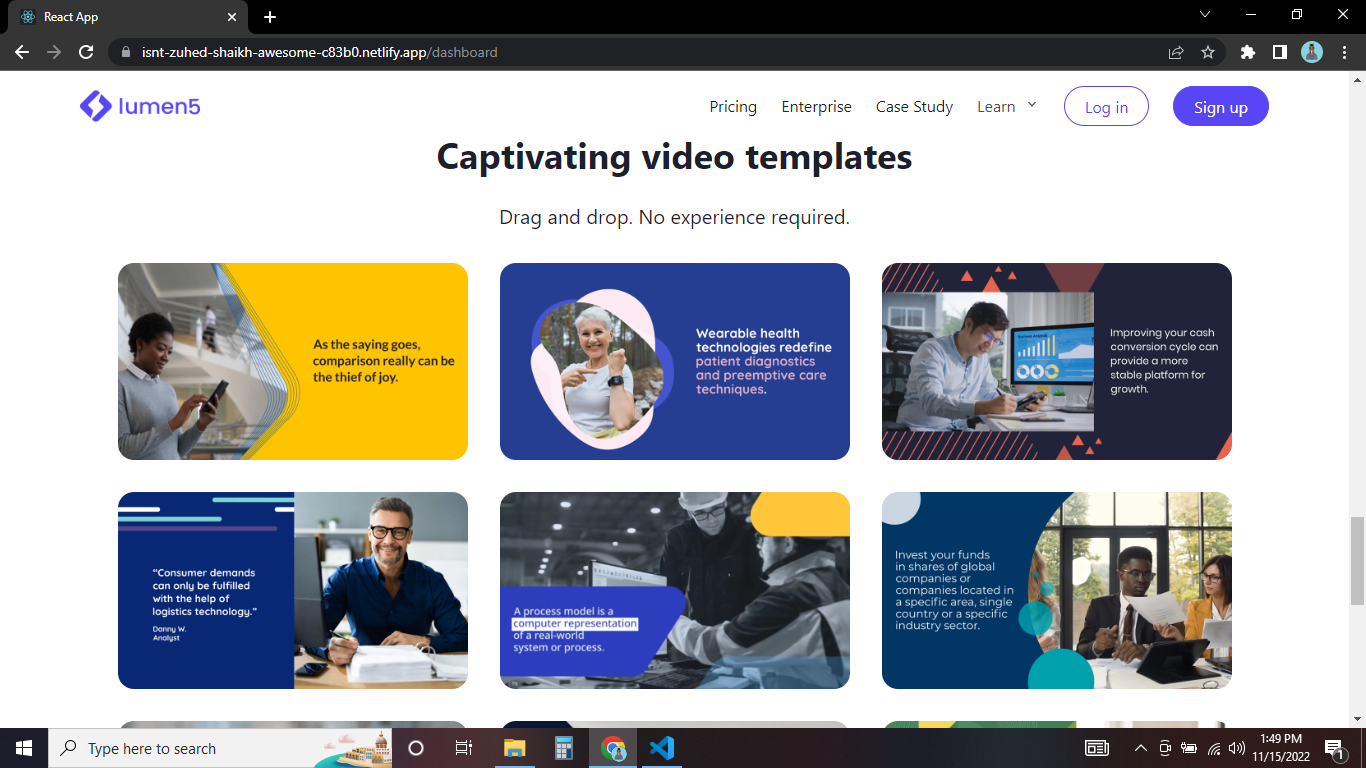 React App
isnt-zuhed-shaikh-awesome-c83b0.netlify.app/dashboard
lumen5
Pricing
Enterprise
Case Study
Learn
Log in
Sign up
Captivating video templates
Drag and drop. No experience required.
As the saying goes,
comparison really can be
the thief of joy.
Wearable health
technologies redefine
patient diagnostics
and preemptive care
techniques.
Improving your cash
conversion cycle can
provide a more
stable platform for
growth.
“Consumer demands
can only be fulfilled
with the help of
logistics technology.”
Danny W.
Analyst
A process model is a
computer representation
of a real-world
system or process.
Invest your funds
in shares of global
companies or
companies located in
a specific area, single
country or a specific
industry sector.
Type here to search
1:49 PM
11/15/2022
1